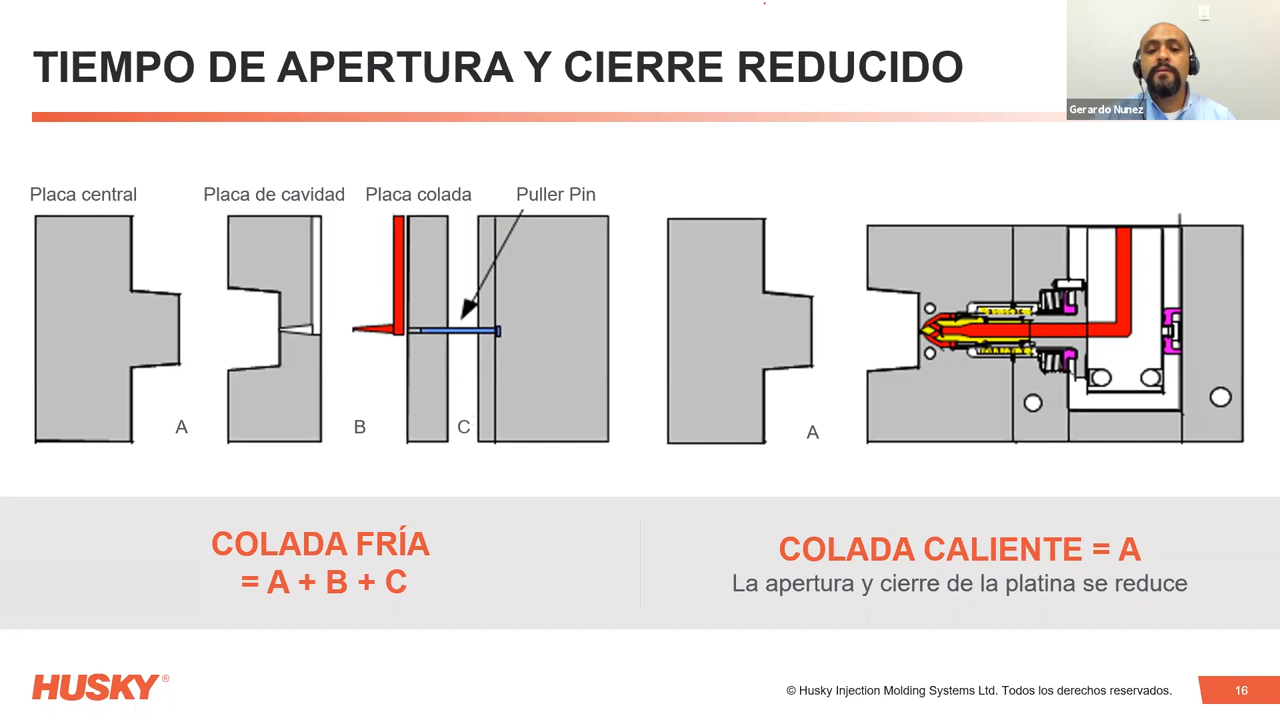 TIEMPO DE APERTURA Y CIERRE REDUCIDO
Gerardo Nunez
Placa central
Placa de cavidad
Placa colada
Puller Pin
A
B
C
A
COLADA FRÍA
= A + B + C
COLADA CALIENTE = A
La apertura y cierre de la platina se reduce
HUSKY®
© Husky Injection Molding Systems Ltd. Todos los derechos reservados.
16